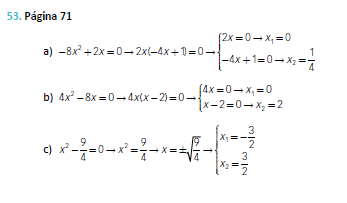 53. Página 71
a) −8x² + 2x = 0 → 2x(−4x + 1) = 0 → { 2x = 0 → x₁ = 0
−4x + 1 = 0 → x₂ = 1/4
b) 4x² − 8x = 0 → 4x(x − 2) = 0 → { 4x = 0 → x₁ = 0
x − 2 = 0 → x₂ = 2
c) x² − 9/4 = 0 → x² = 9/4 → x = ±√(9/4) → { x₁ = −3/2
x₂ = 3/2